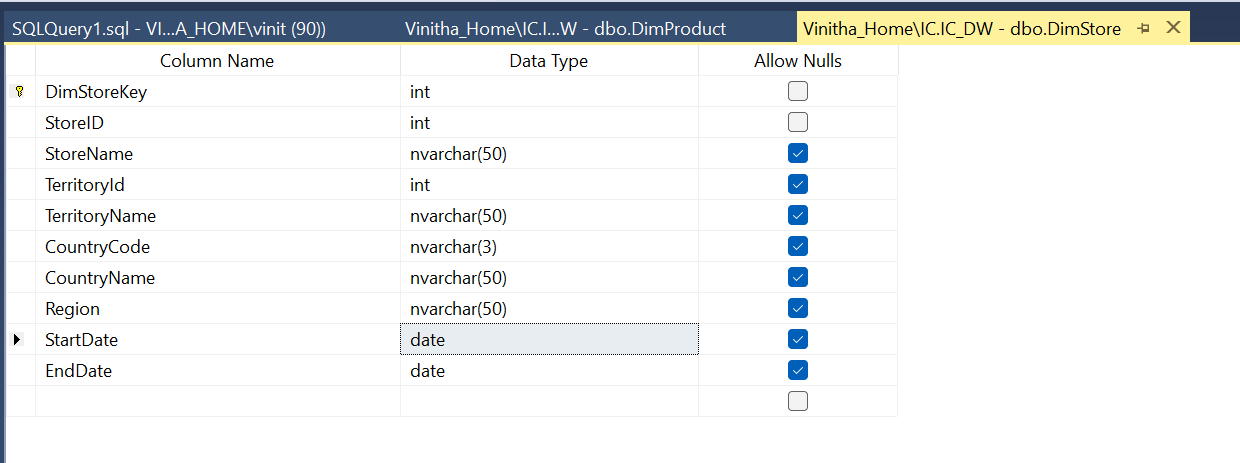 SQLQuery1.sql - VI...A_HOME\vinit (90)) Vinitha_Home\IC.I...W - dbo.DimProduct Vinitha_Home\IC.IC_DW - dbo.DimStore
Column Name Data Type Allow Nulls
DimStoreKey int
StoreID int
StoreName nvarchar(50)
TerritoryId int
TerritoryName nvarchar(50)
CountryCode nvarchar(3)
CountryName nvarchar(50)
Region nvarchar(50)
StartDate date
EndDate date